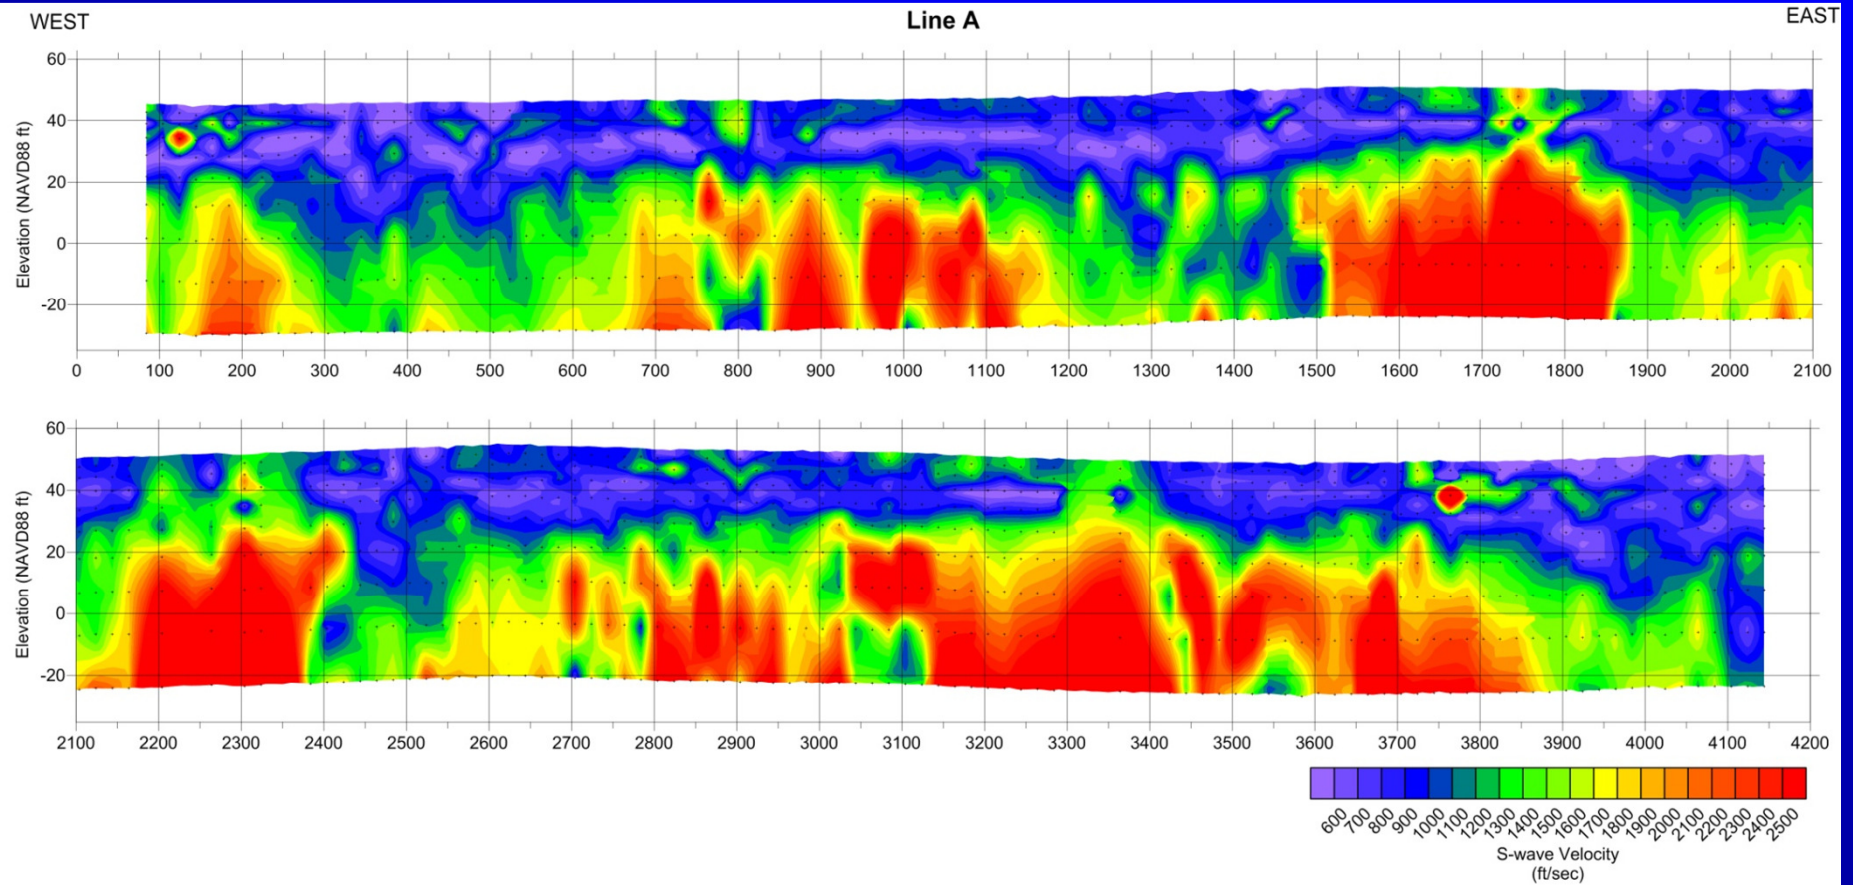 WEST
Line A
EAST
Elevation (NAVD88 ft)
60
40
20
0
-20
0 100 200 300 400 500 600 700 800 900 1000 1100 1200 1300 1400 1500 1600 1700 1800 1900 2000 2100
Elevation (NAVD88 ft)
60
40
20
0
-20
2100 2200 2300 2400 2500 2600 2700 2800 2900 3000 3100 3200 3300 3400 3500 3600 3700 3800 3900 4000 4100 4200
600 700 800 900 1000 1100 1200 1300 1400 1500 1600 1700 1800 1900 2000 2100 2200 2300 2400 2500
S-wave Velocity
(ft/sec)